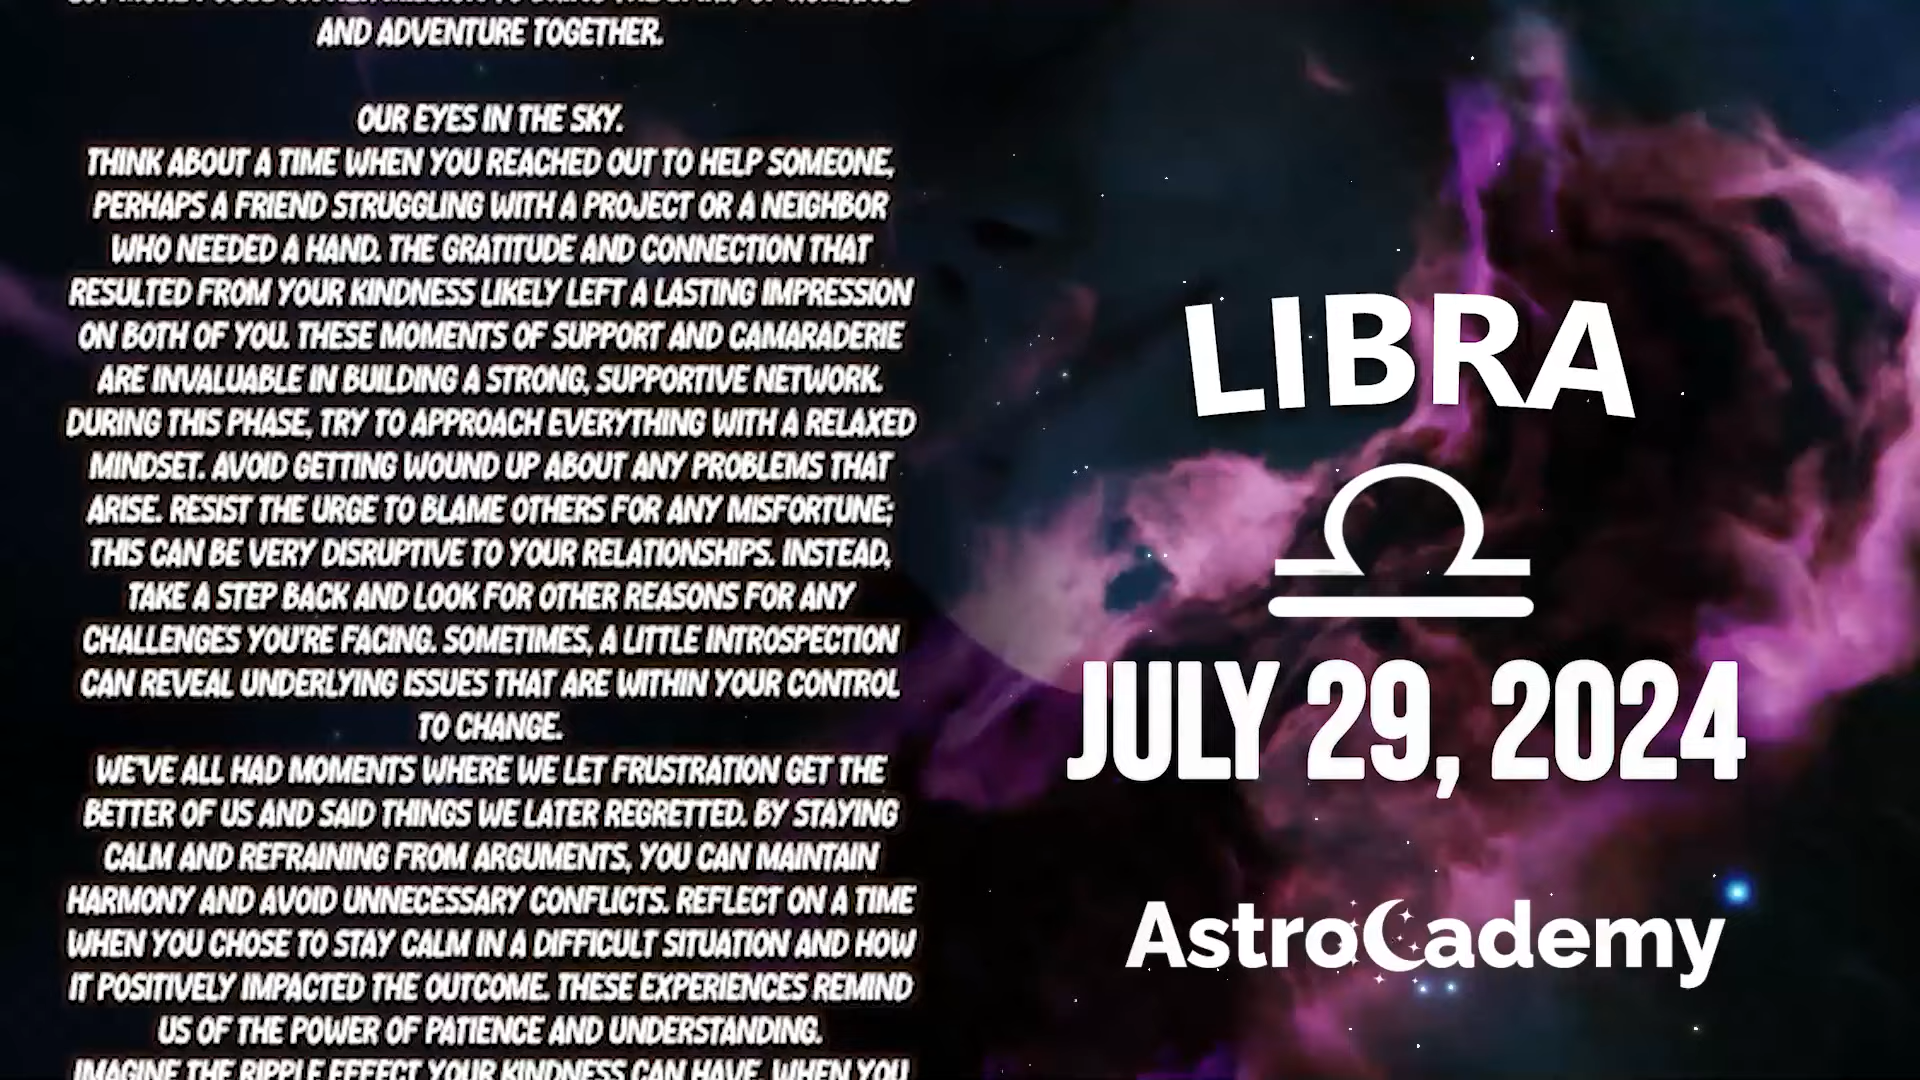 AND ADVENTURE TOGETHER.
OUR EYES IN THE SKY.
THINK ABOUT A TIME WHEN YOU REACHED OUT TO HELP SOMEONE,
PERHAPS A FRIEND STRUGGLING WITH A PROJECT OR A NEIGHBOR
WHO NEEDED A HAND. THE GRATITUDE AND CONNECTION THAT
RESULTED FROM YOUR KINDNESS LIKELY LEFT A LASTING IMPRESSION
ON BOTH OF YOU. THESE MOMENTS OF SUPPORT AND CAMARADERIE
ARE INVALUABLE IN BUILDING A STRONG, SUPPORTIVE NETWORK.
DURING THIS PHASE, TRY TO APPROACH EVERYTHING WITH A RELAXED
MINDSET. AVOID GETTING WOUND UP ABOUT ANY PROBLEMS THAT
ARISE. RESIST THE URGE TO BLAME OTHERS FOR ANY MISFORTUNE;
THIS CAN BE VERY DISRUPTIVE TO YOUR RELATIONSHIPS. INSTEAD,
TAKE A STEP BACK AND LOOK FOR OTHER REASONS FOR ANY
CHALLENGES YOU'RE FACING. SOMETIMES, A LITTLE INTROSPECTION
CAN REVEAL UNDERLYING ISSUES THAT ARE WITHIN YOUR CONTROL
TO CHANGE.
WE'VE ALL HAD MOMENTS WHERE WE LET FRUSTRATION GET THE
BETTER OF US AND SAID THINGS WE LATER REGRETTED. BY STAYING
CALM AND REFRAINING FROM ARGUMENTS, YOU CAN MAINTAIN
HARMONY AND AVOID UNNECESSARY CONFLICTS. REFLECT ON A TIME
WHEN YOU CHOSE TO STAY CALM IN A DIFFICULT SITUATION AND HOW
IT POSITIVELY IMPACTED THE OUTCOME. THESE EXPERIENCES REMIND
US OF THE POWER OF PATIENCE AND UNDERSTANDING.
IMAGINE THE RIPPLE EFFECT YOUR KINDNESS CAN HAVE. WHEN YOU
LIBRA
JULY 29, 2024
AstroCademy